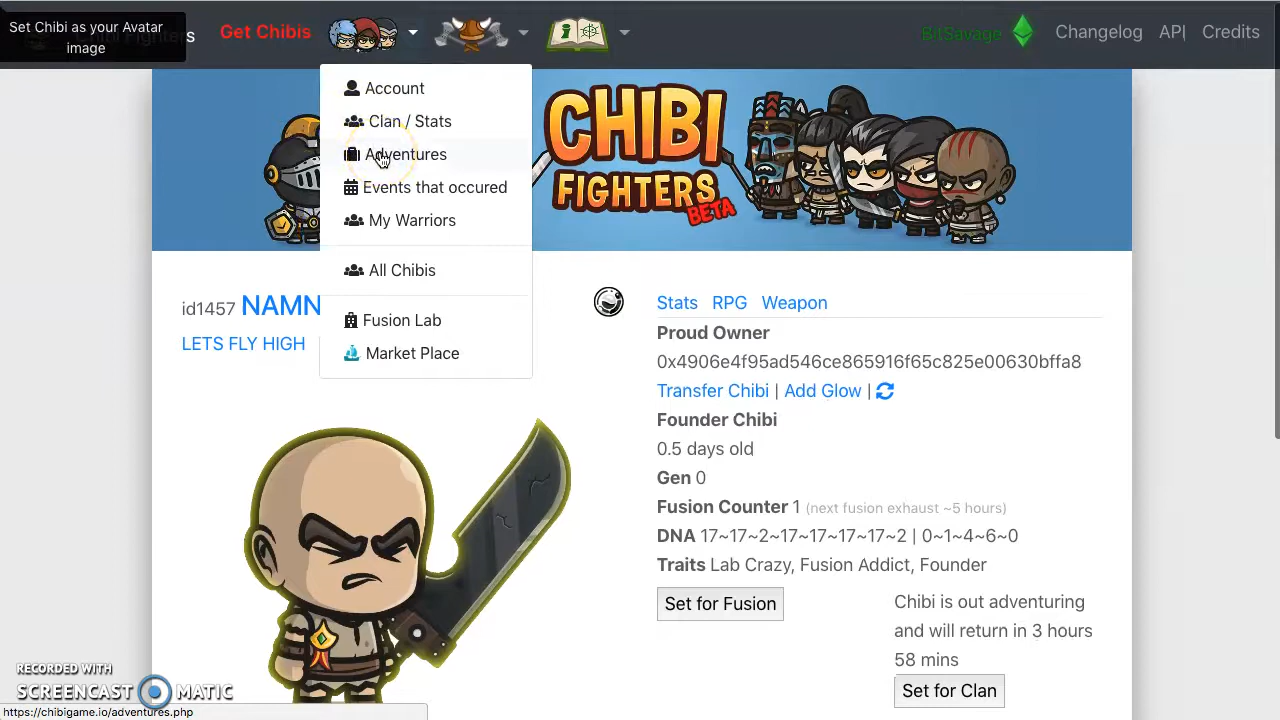 Set Chibi as your Avatar
image
Get Chibis
BitSavage
Changelog
API
Credits
Account
Clan / Stats
Adventures
Events that occured
My Warriors
All Chibis
Fusion Lab
Market Place
CHIBI
FIGHTERS
BETA
id1457 NAMN
LETS FLY HIGH
Stats RPG Weapon
Proud Owner
0x4906e4f95ad546ce865916f65c825e00630bffa8
Transfer Chibi | Add Glow |
Founder Chibi
0.5 days old
Gen 0
Fusion Counter 1 (next fusion exhaust ~5 hours)
DNA 17~17~2~17~17~17~17~2 | 0~1~4~6~0
Traits Lab Crazy, Fusion Addict, Founder
Set for Fusion
Chibi is out adventuring
and will return in 3 hours
58 mins
Set for Clan
RECORDED WITH
SCREENCAST MATIC
https://chibigame.io/adventures.php